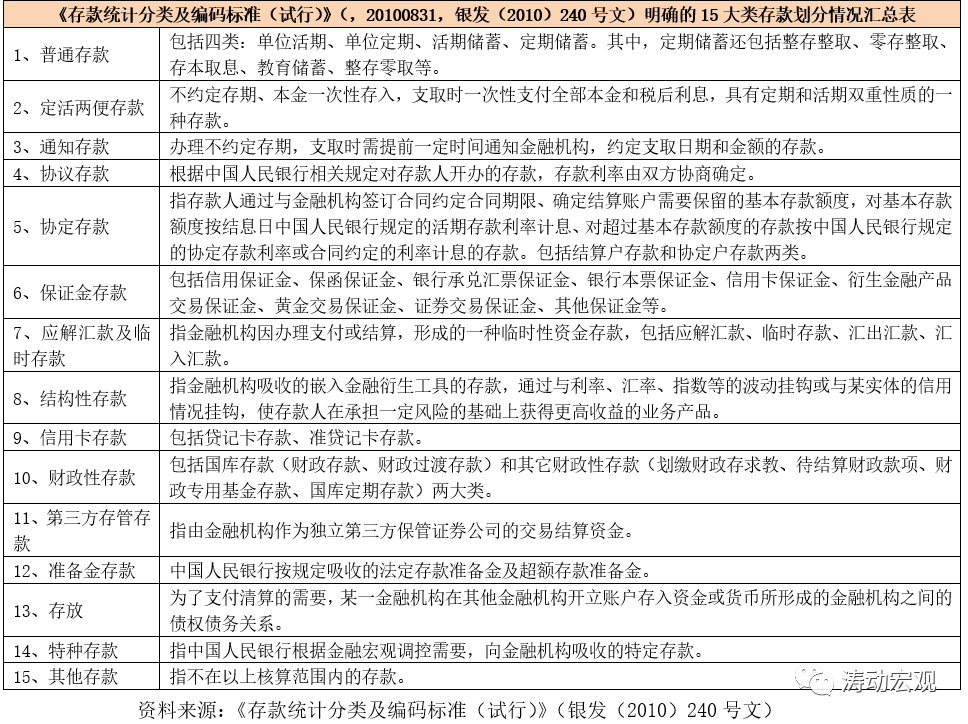 《存款统计分类及编码标准（试行）》（，20100831，银发（2010）240号文）明确的15大类存款划分情况汇总表
1、普通存款
包括四类：单位活期、单位定期、活期储蓄、定期储蓄。其中，定期储蓄还包括整存整取、零存整取、
存本取息、教育储蓄、整存零取等。
2、定活两便存款
不约定存期、本金一次性存入，支取时一次性支付全部本金和税后利息，具有定期和活期双重性质的一
种存款。
3、通知存款
办理不约定存期，支取时需提前一定时间通知金融机构，约定支取日期和金额的存款。
4、协议存款
根据中国人民银行相关规定对存款人开办的存款，存款利率由双方协商确定。
5、协定存款
指存款人通过与金融机构签订合同约定合同期限、确定结算账户需要保留的基本存款额度，对基本存款
额度按结息日中国人民银行规定的活期存款利率计息、对超过基本存款额度的存款按中国人民银行规定
的协定存款利率或合同约定的利率计息的存款。包括结算户存款和协定户存款两类。
6、保证金存款
包括信用保证金、保函保证金、银行承兑汇票保证金、银行本票保证金、信用卡保证金、衍生金融产品
交易保证金、黄金交易保证金、证券交易保证金、其他保证金等。
7、应解汇款及临
时存款
指金融机构因办理支付或结算，形成的一种临时性资金存款，包括应解汇款、临时存款、汇出汇款、汇
入汇款。
8、结构性存款
指金融机构吸收的嵌入金融衍生工具的存款，通过与利率、汇率、指数等的波动挂钩或与某实体的信用
情况挂钩，使存款人在承担一定风险的基础上获得更高收益的业务产品。
9、信用卡存款
包括贷记卡存款、准贷记卡存款。
10、财政性存款
包括国库存款（财政存款、财政过渡存款）和其它财政性存款（划缴财政存求教、待结算财政款项、财
政专用基金存款、国库定期存款）两大类。
11、第三方存管存
款
指由金融机构作为独立第三方保管证券公司的交易结算资金。
12、准备金存款
中国人民银行按规定吸收的法定存款准备金及超额存款准备金。
13、存放
为了支付清算的需要，某一金融机构在其他金融机构开立账户存入资金或货币所形成的金融机构之间的
债权债务关系。
14、特种存款
指中国人民银行根据金融宏观调控需要，向金融机构吸收的特定存款。
15、其他存款
指不在以上核算范围内的存款。
涛动宏观
资料来源：《存款统计分类及编码标准（试行）》（银发（2010）240号文）